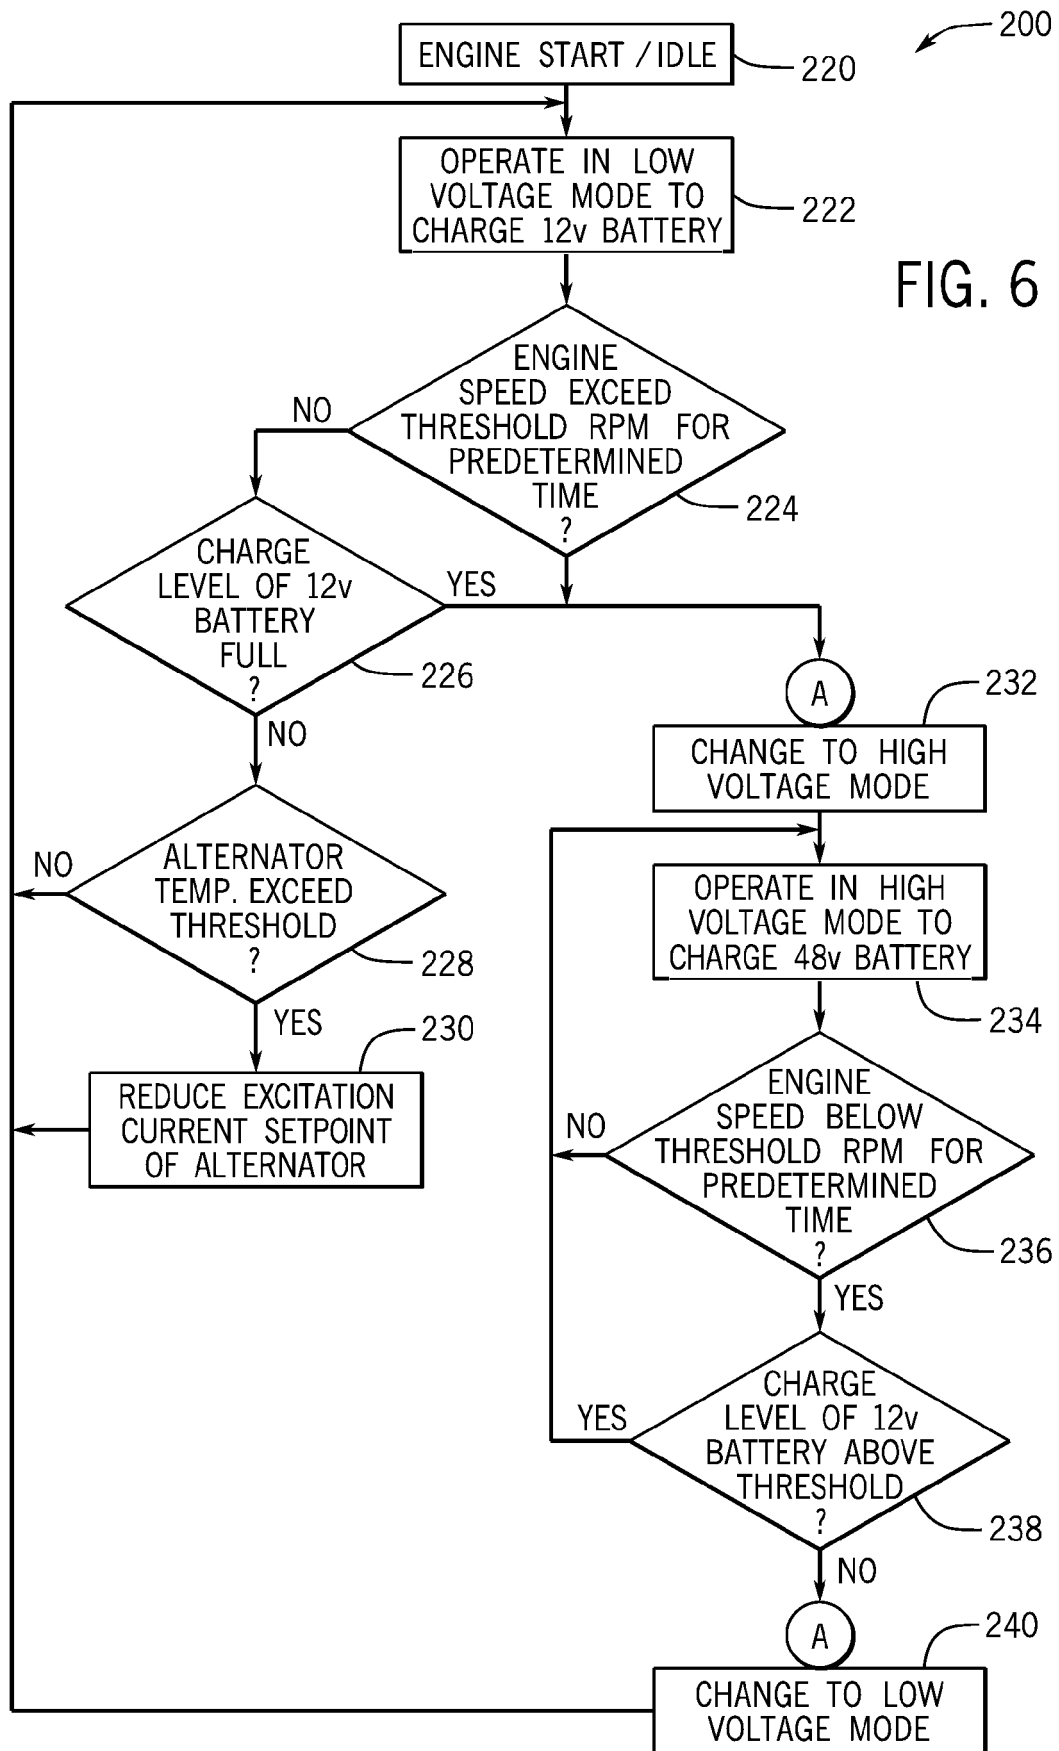 200
ENGINE START / IDLE
220
OPERATE IN LOW
VOLTAGE MODE TO
CHARGE 12v BATTERY
222
FIG. 6
ENGINE
SPEED EXCEED
THRESHOLD RPM FOR
PREDETERMINED
TIME
?
224
NO
CHARGE
LEVEL OF 12v
BATTERY
FULL
?
226
YES
NO
A
232
CHANGE TO HIGH
VOLTAGE MODE
ALTERNATOR
TEMP. EXCEED
THRESHOLD
?
228
NO
YES
230
REDUCE EXCITATION
CURRENT SETPOINT
OF ALTERNATOR
OPERATE IN HIGH
VOLTAGE MODE TO
CHARGE 48v BATTERY
234
ENGINE
SPEED BELOW
THRESHOLD RPM FOR
PREDETERMINED
TIME
?
236
NO
YES
CHARGE
LEVEL OF 12v
BATTERY ABOVE
THRESHOLD
?
238
YES
NO
A
240
CHANGE TO LOW
VOLTAGE MODE